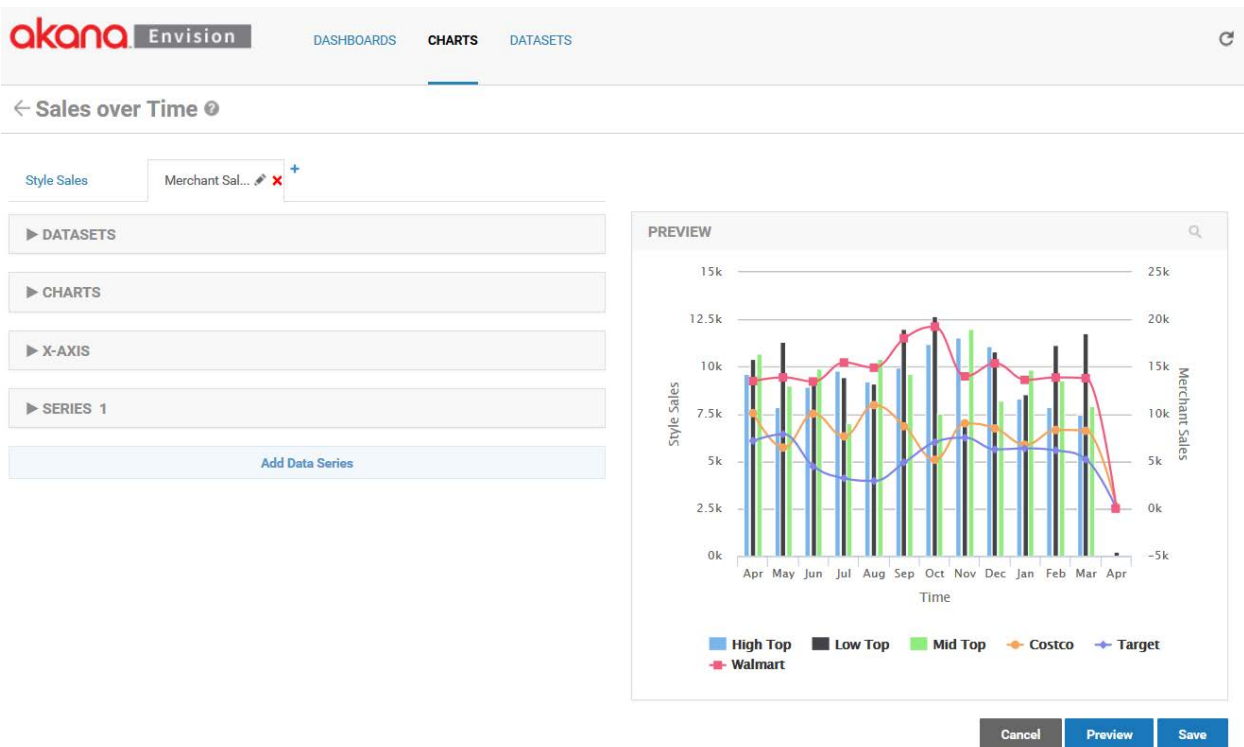 akana Envision DASHBOARDS CHARTS DATASETS
← Sales over Time
Style Sales Merchant Sal... +
DATASETS
CHARTS
X-AXIS
SERIES 1
Add Data Series
PREVIEW
15k
12.5k
10k
7.5k
5k
2.5k
0k
Style Sales
25k
20k
15k
10k
5k
0k
-5k
Merchant Sales
Apr May Jun Jul Aug Sep Oct Nov Dec Jan Feb Mar Apr
Time
High Top Low Top Mid Top Costco Target
Walmart
Cancel Preview Save